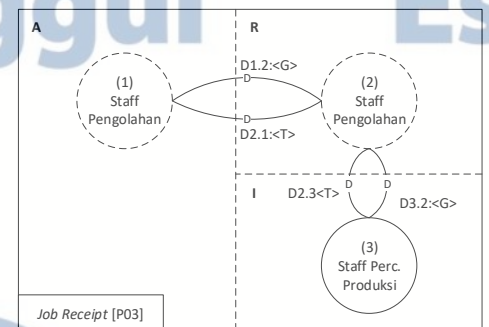 A
R
D1.2:<G>
(1)
Staff
Pengolahan
D
(2)
Staff
Pengolahan
D
D2.1:<T>
D
D
I
D2.3<T>
D3.2:<G>
(3)
Staff Perc.
Produksi
Job Receipt [P03]